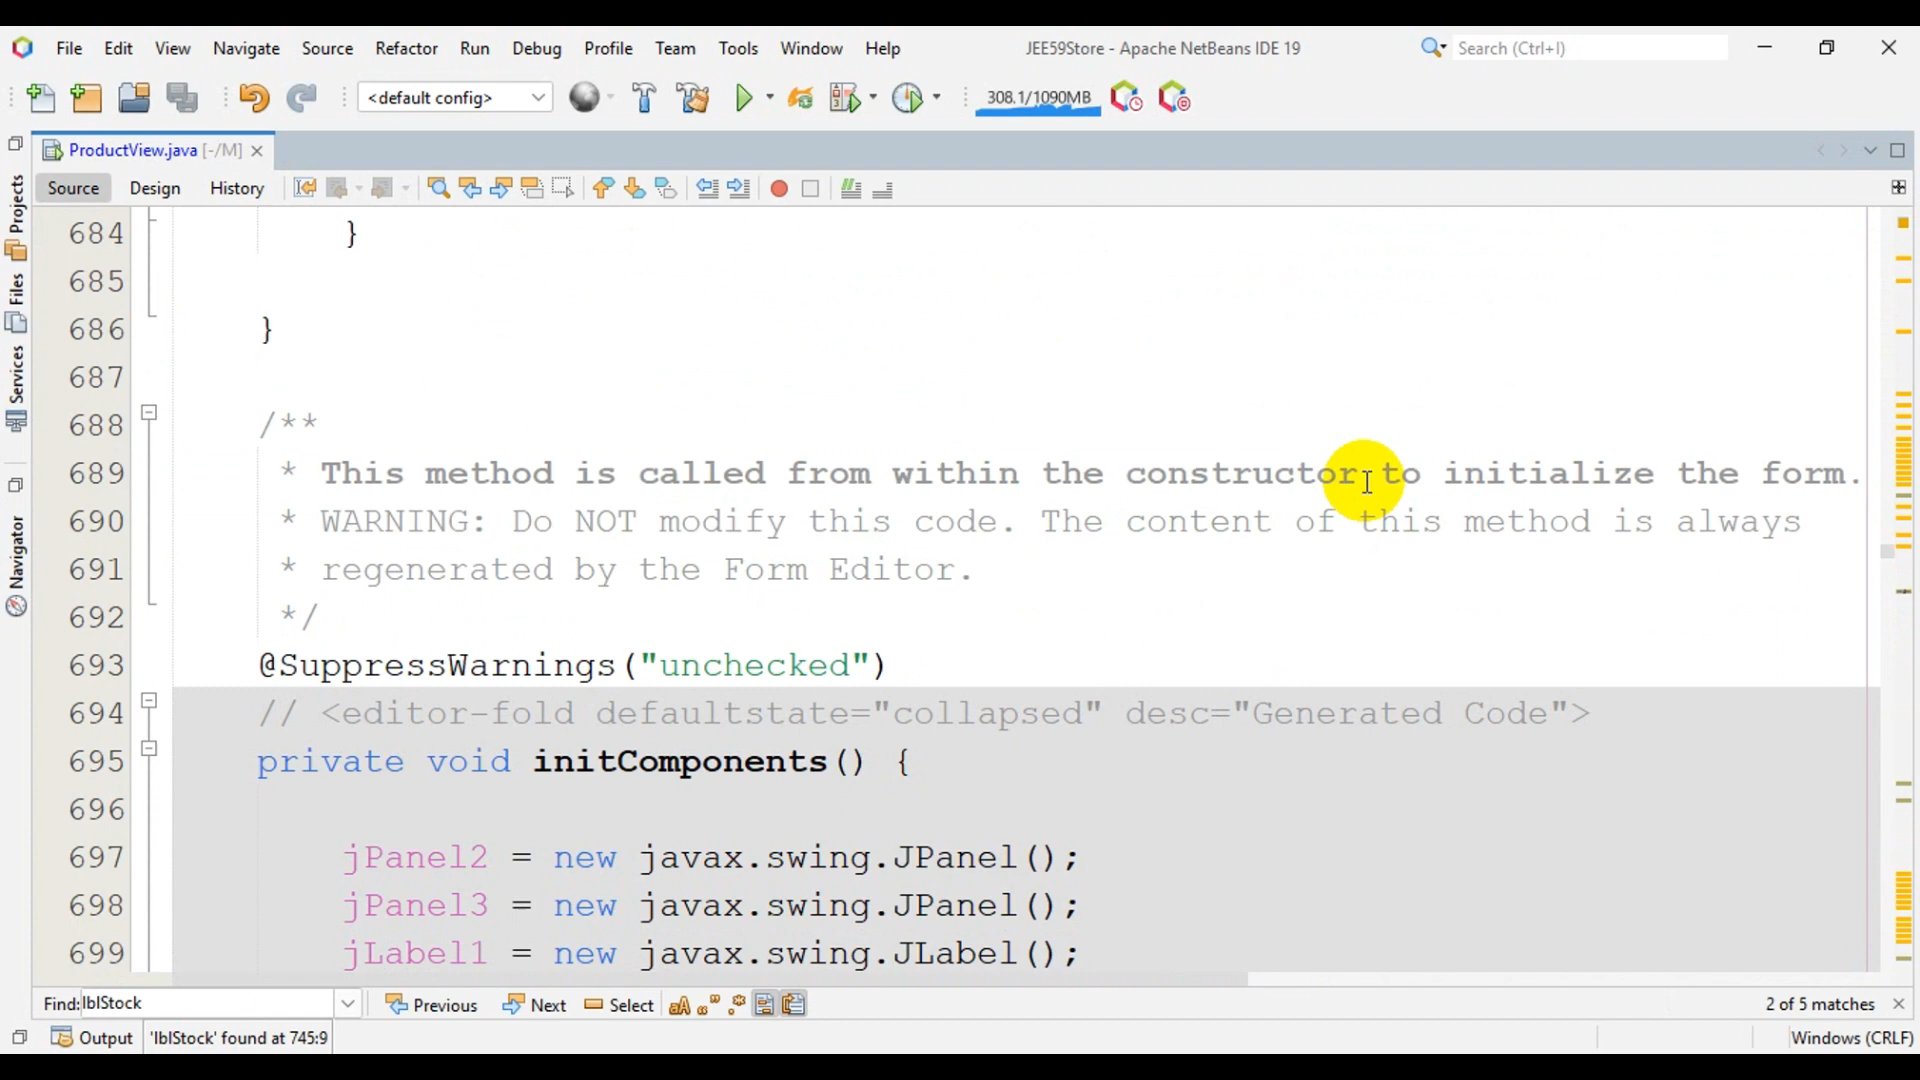 File Edit View Navigate Source Refactor Run Debug Profile Team Tools Window Help JEE59Store - Apache NetBeans IDE 19 Search (Ctrl+I)
<default config> 308.1/1090MB
ProductView.java [-/M]
Source Design History
Projects
Files
Services
Navigator
684 }
685
686 }
687
688 /**
689 * This method is called from within the constructor to initialize the form.
690 * WARNING: Do NOT modify this code. The content of this method is always
691 * regenerated by the Form Editor.
692 */
693 @SuppressWarnings("unchecked")
694 // <editor-fold defaultstate="collapsed" desc="Generated Code">
695 private void initComponents() {
696
697 jPanel2 = new javax.swing.JPanel();
698 jPanel3 = new javax.swing.JPanel();
699 jLabel1 = new javax.swing.JLabel();
Find: lblStock Previous Next Select 2 of 5 matches
Output 'lblStock' found at 745:9 Windows (CRLF)